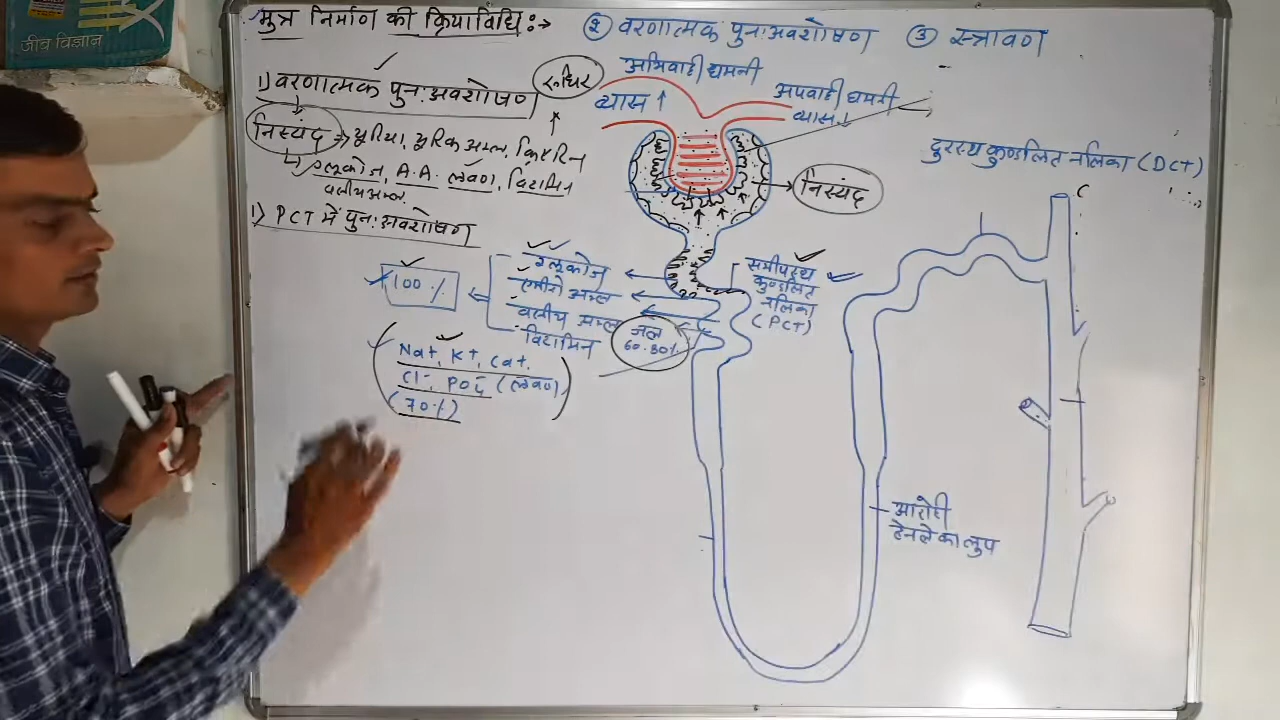 जीव विज्ञान
मुत्र निर्माण की क्रियाविधि :→
② वरणात्मक पुनःअवशोषण
③ स्त्रावण
1) वरणात्मक पुनःअवशोषण
रूधिर
निस्यंद → यूरिया, यूरिक अम्ल, किएटिन
ग्लूकोज, A.A. लवण, विटामिन
वसीय अम्ल
1) PCT में पुनःअवशोषण
अभिवाही धमनी
व्यास ↑
अपवाही धमनी
व्यास ↓
निस्यंद
दुरस्थ कुण्डलित नलिका (DCT)
C
समीपस्थ
कुण्डलित
नलिका
(PCT)
100 %
ग्लूकोज
एमीनो अम्ल
वसीय अम्ल
विटामिन
जल
60-80%
Na+, K+, Ca+,
Cl-, PO4- (लवण)
(70%)
आरोही
हेनले का लुप